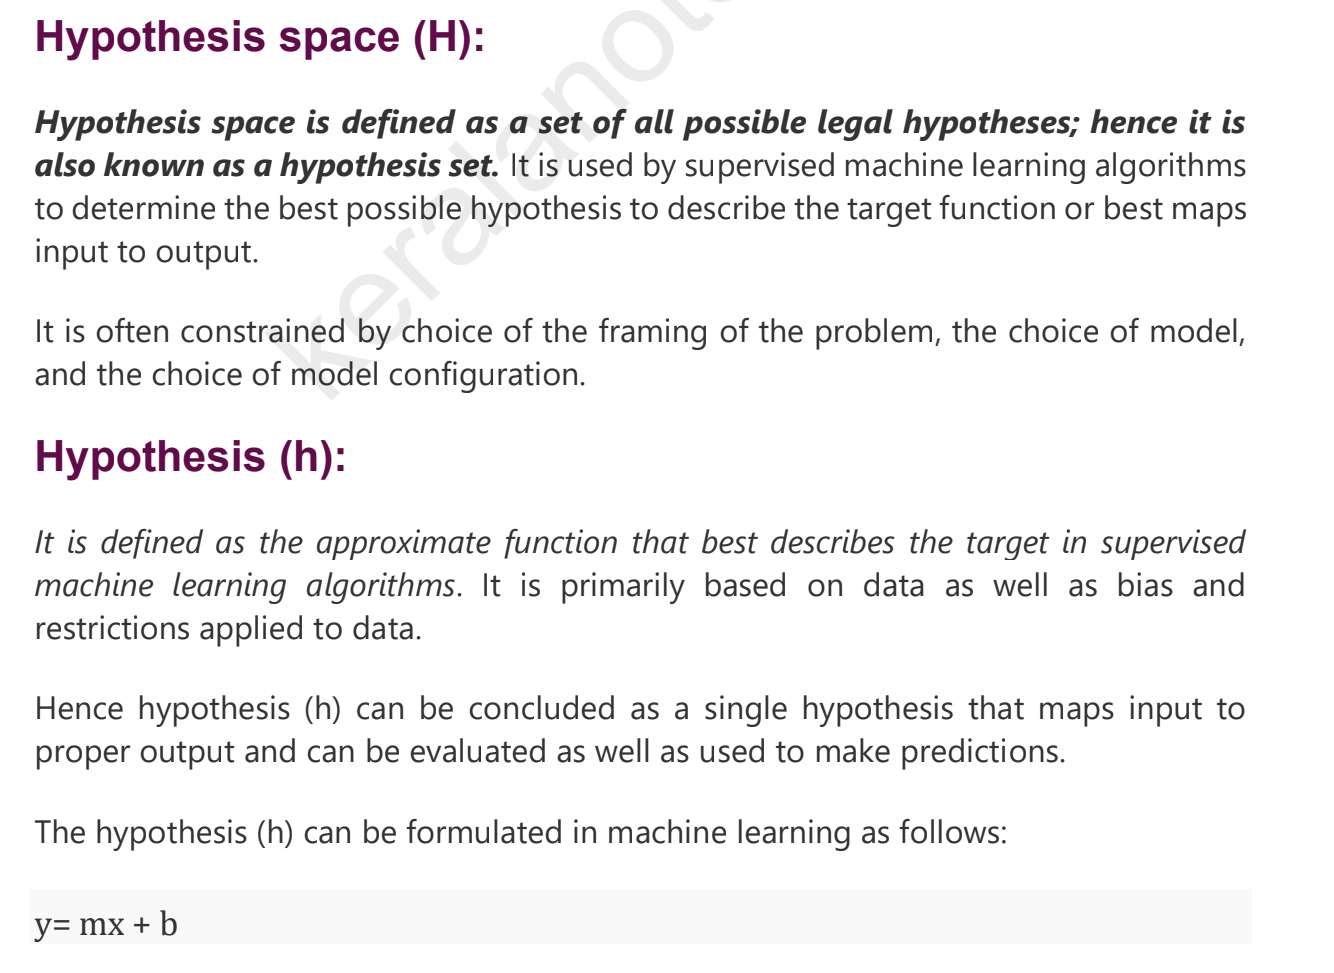 Hypothesis space (H):
Hypothesis space is defined as a set of all possible legal hypotheses; hence it is
also known as a hypothesis set. It is used by supervised machine learning algorithms
to determine the best possible hypothesis to describe the target function or best maps
input to output.
It is often constrained by choice of the framing of the problem, the choice of model,
and the choice of model configuration.
Hypothesis (h):
It is defined as the approximate function that best describes the target in supervised
machine learning algorithms. It is primarily based on data as well as bias and
restrictions applied to data.
Hence hypothesis (h) can be concluded as a single hypothesis that maps input to
proper output and can be evaluated as well as used to make predictions.
The hypothesis (h) can be formulated in machine learning as follows:
y= mx + b